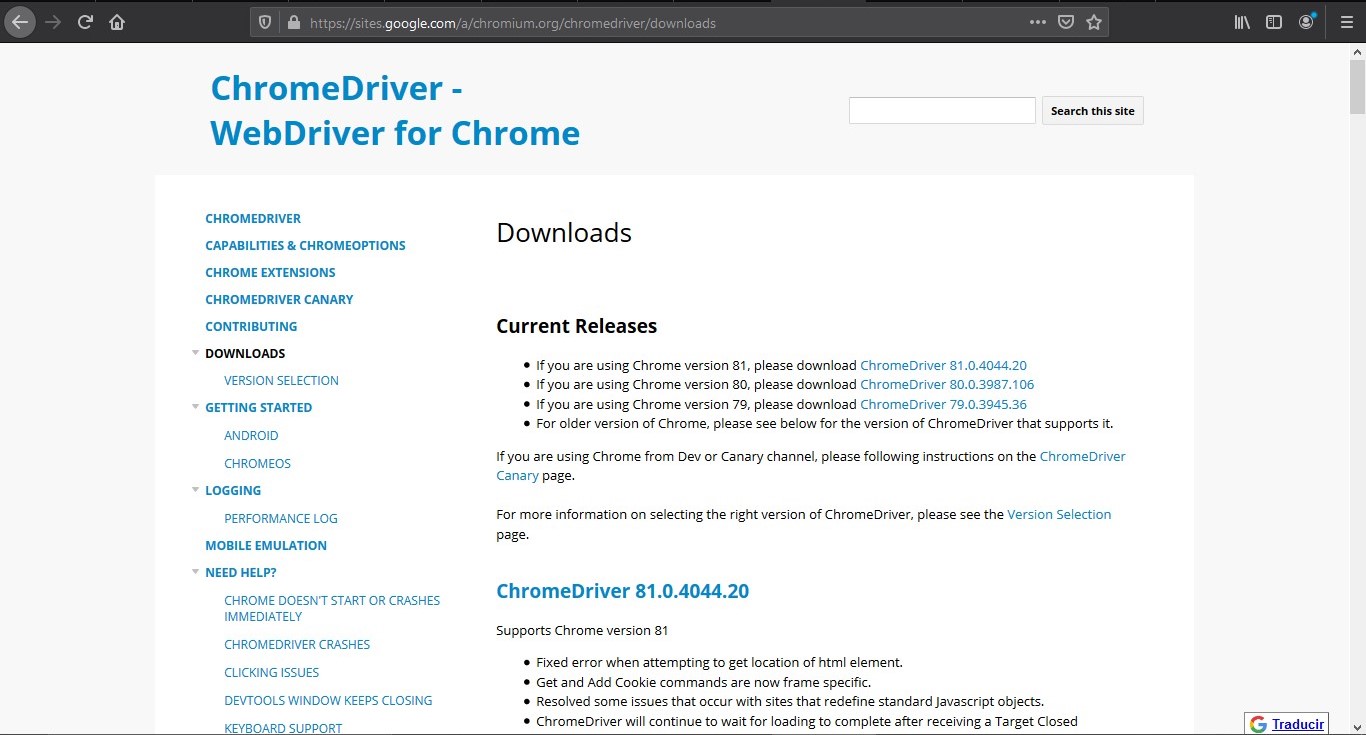 https://sites.google.com/a/chromium.org/chromedriver/downloads
ChromeDriver -
WebDriver for Chrome
Search this site
CHROMEDRIVER
CAPABILITIES & CHROMEOPTIONS
CHROME EXTENSIONS
CHROMEDRIVER CANARY
CONTRIBUTING
DOWNLOADS
VERSION SELECTION
GETTING STARTED
ANDROID
CHROMEOS
LOGGING
PERFORMANCE LOG
MOBILE EMULATION
NEED HELP?
CHROME DOESN'T START OR CRASHES
IMMEDIATELY
CHROMEDRIVER CRASHES
CLICKING ISSUES
DEVTOOLS WINDOW KEEPS CLOSING
KEYBOARD SUPPORT
Downloads
Current Releases
If you are using Chrome version 81, please download ChromeDriver 81.0.4044.20
If you are using Chrome version 80, please download ChromeDriver 80.0.3987.106
If you are using Chrome version 79, please download ChromeDriver 79.0.3945.36
For older version of Chrome, please see below for the version of ChromeDriver that supports it.
If you are using Chrome from Dev or Canary channel, please following instructions on the ChromeDriver
Canary page.
For more information on selecting the right version of ChromeDriver, please see the Version Selection
page.
ChromeDriver 81.0.4044.20
Supports Chrome version 81
Fixed error when attempting to get location of html element.
Get and Add Cookie commands are now frame specific.
Resolved some issues that occur with sites that redefine standard Javascript objects.
ChromeDriver will continue to wait for loading to complete after receiving a Target Closed
Traducir